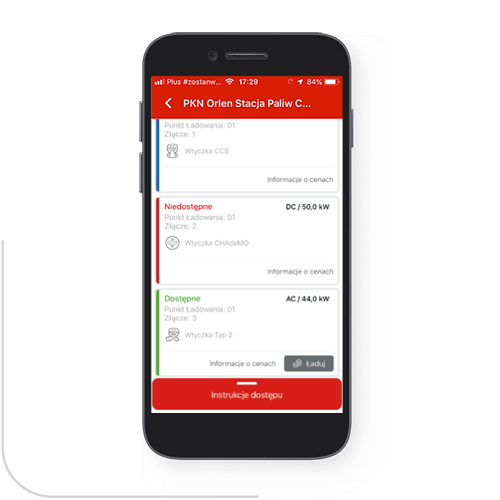 Plus #zostanw... 17:29 84%
PKN Orlen Stacja Paliw C...
Punkt Ładowania: 01
Złącze: 1
Wtyczka CCS
Informacje o cenach
Niedostępne DC / 50,0 kW
Punkt Ładowania: 01
Złącze: 2
Wtyczka CHAdeMO
Informacje o cenach
Dostępne AC / 44,0 kW
Punkt Ładowania: 01
Złącze: 3
Wtyczka Typ 2
Informacje o cenach Ładuj
Instrukcje dostępu